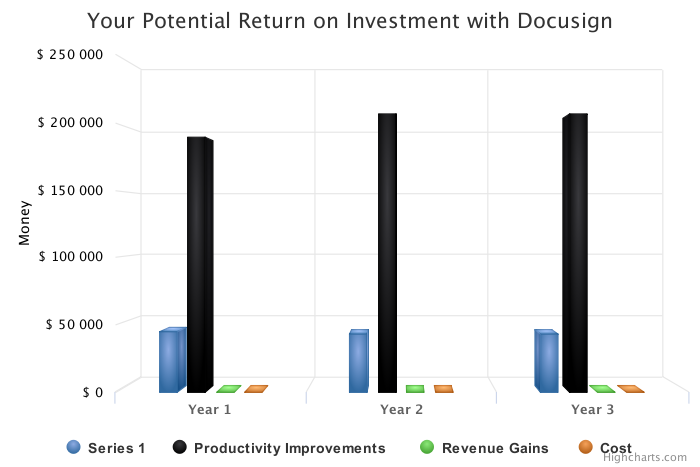 Your Potential Return on Investment with Docusign
$ 250 000
$ 200 000
$ 150 000
$ 100 000
$ 50 000
$ 0
Money
Year 1 Year 2 Year 3
Series 1 Productivity Improvements Revenue Gains Cost
Highcharts.com